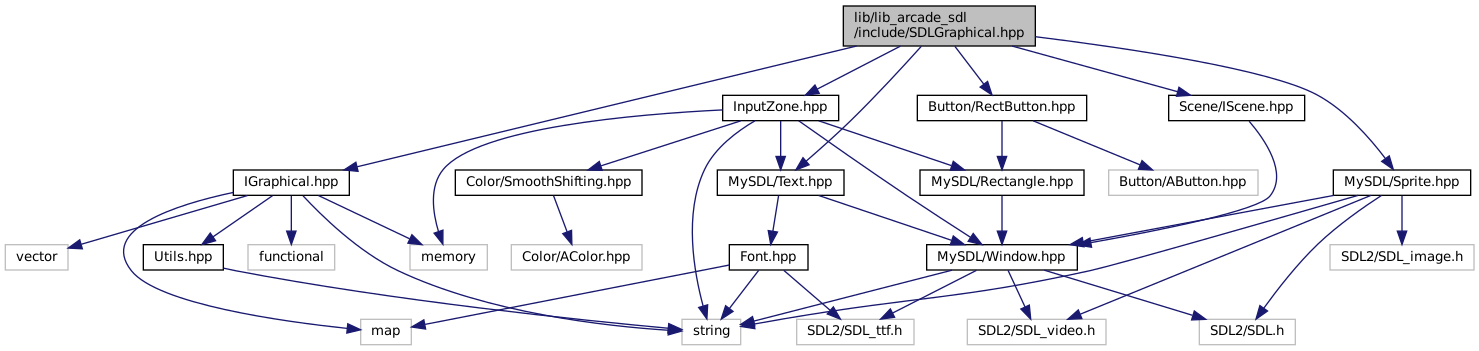 lib/lib_arcade_sdl
/include/SDLGraphical.hpp
InputZone.hpp
Button/RectButton.hpp
Scene/IScene.hpp
IGraphical.hpp
Color/SmoothShifting.hpp
MySDL/Text.hpp
MySDL/Rectangle.hpp
Button/AButton.hpp
MySDL/Sprite.hpp
vector
Utils.hpp
functional
memory
Color/AColor.hpp
Font.hpp
MySDL/Window.hpp
SDL2/SDL_image.h
map
string
SDL2/SDL_ttf.h
SDL2/SDL_video.h
SDL2/SDL.h